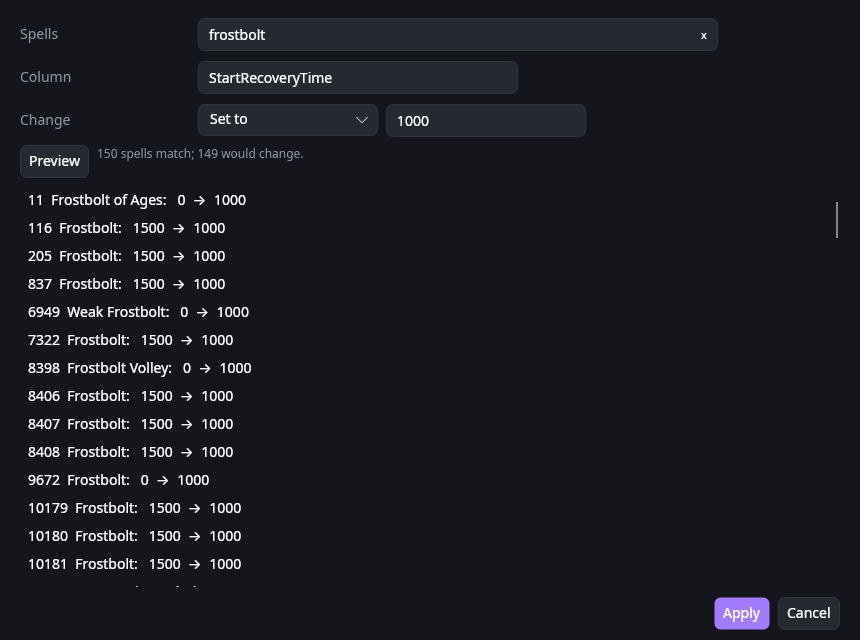 Spells frostbolt x
Column StartRecoveryTime
Change Set to 1000
Preview 150 spells match; 149 would change.
11 Frostbolt of Ages: 0 → 1000
116 Frostbolt: 1500 → 1000
205 Frostbolt: 1500 → 1000
837 Frostbolt: 1500 → 1000
6949 Weak Frostbolt: 0 → 1000
7322 Frostbolt: 1500 → 1000
8398 Frostbolt Volley: 0 → 1000
8406 Frostbolt: 1500 → 1000
8407 Frostbolt: 1500 → 1000
8408 Frostbolt: 1500 → 1000
9672 Frostbolt: 0 → 1000
10179 Frostbolt: 1500 → 1000
10180 Frostbolt: 1500 → 1000
10181 Frostbolt: 1500 → 1000
Apply Cancel